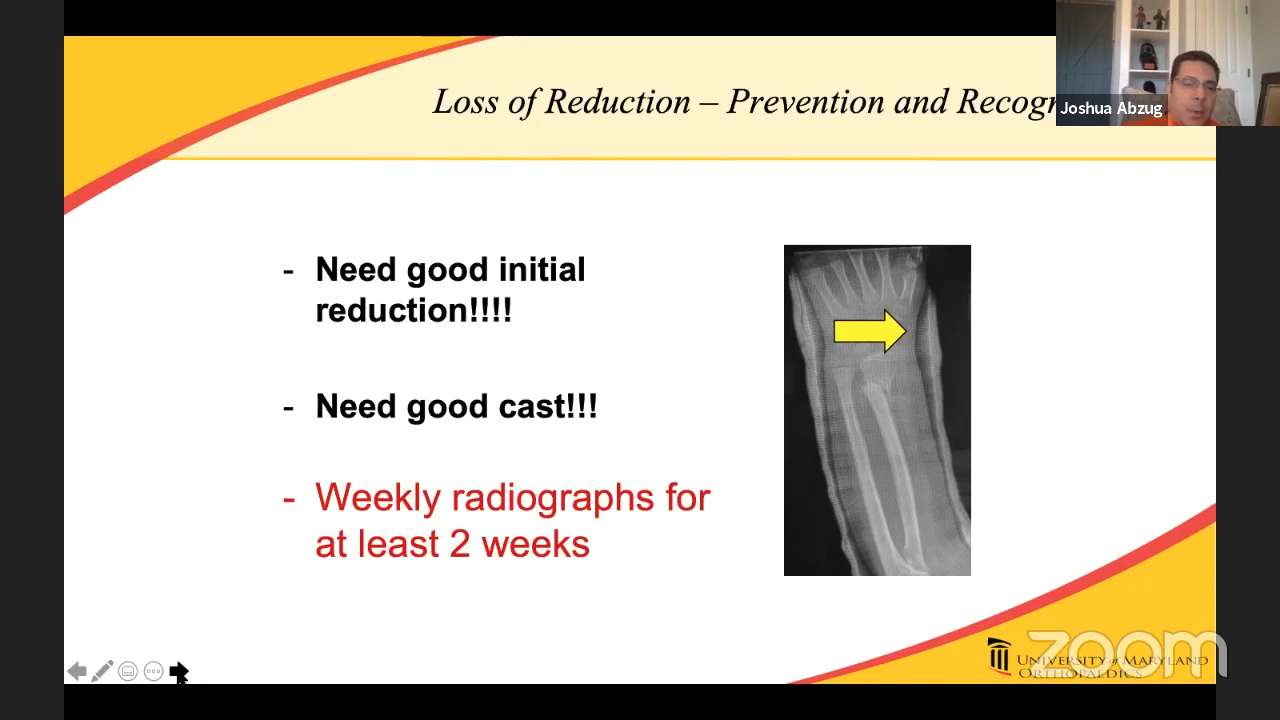 Loss of Reduction – Prevention and
Joshua Abzug
- Need good initial
reduction!!!!
- Need good cast!!!
- Weekly radiographs for
at least 2 weeks
zoom
UNIVERSITY of MARYLAND
ORTHOPAEDICS